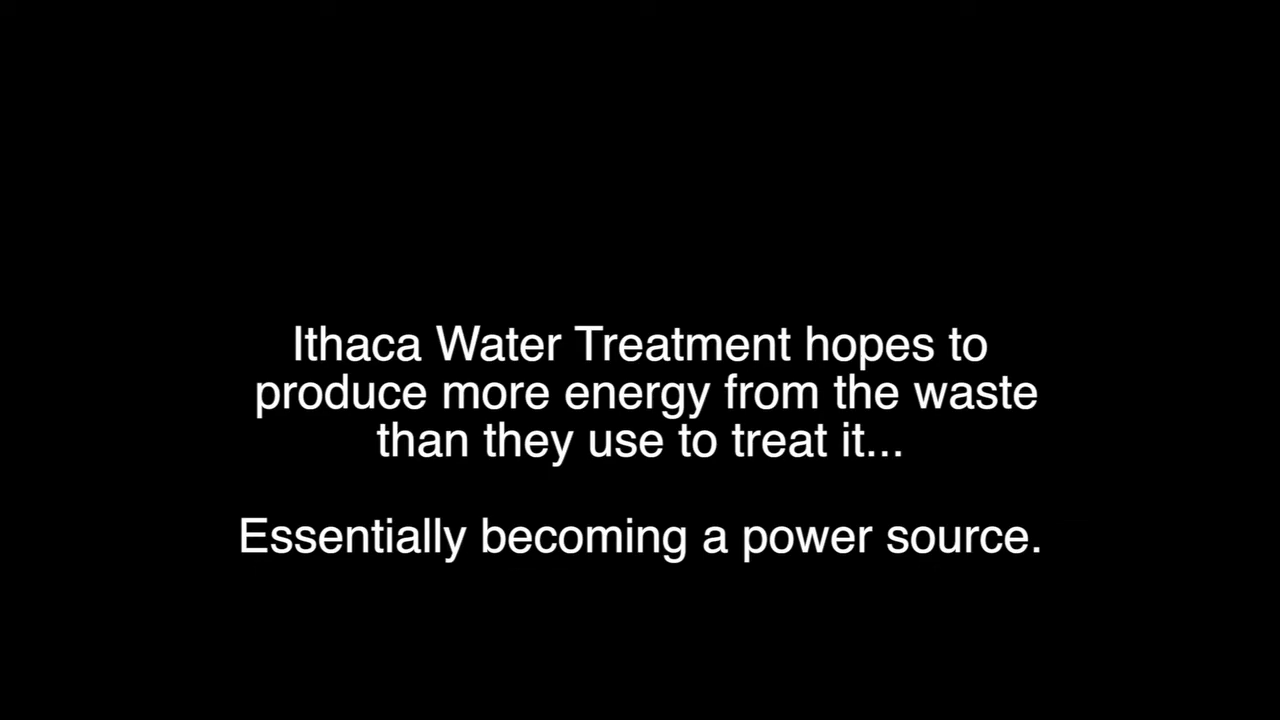 Ithaca Water Treatment hopes to
produce more energy from the waste
than they use to treat it...
Essentially becoming a power source.